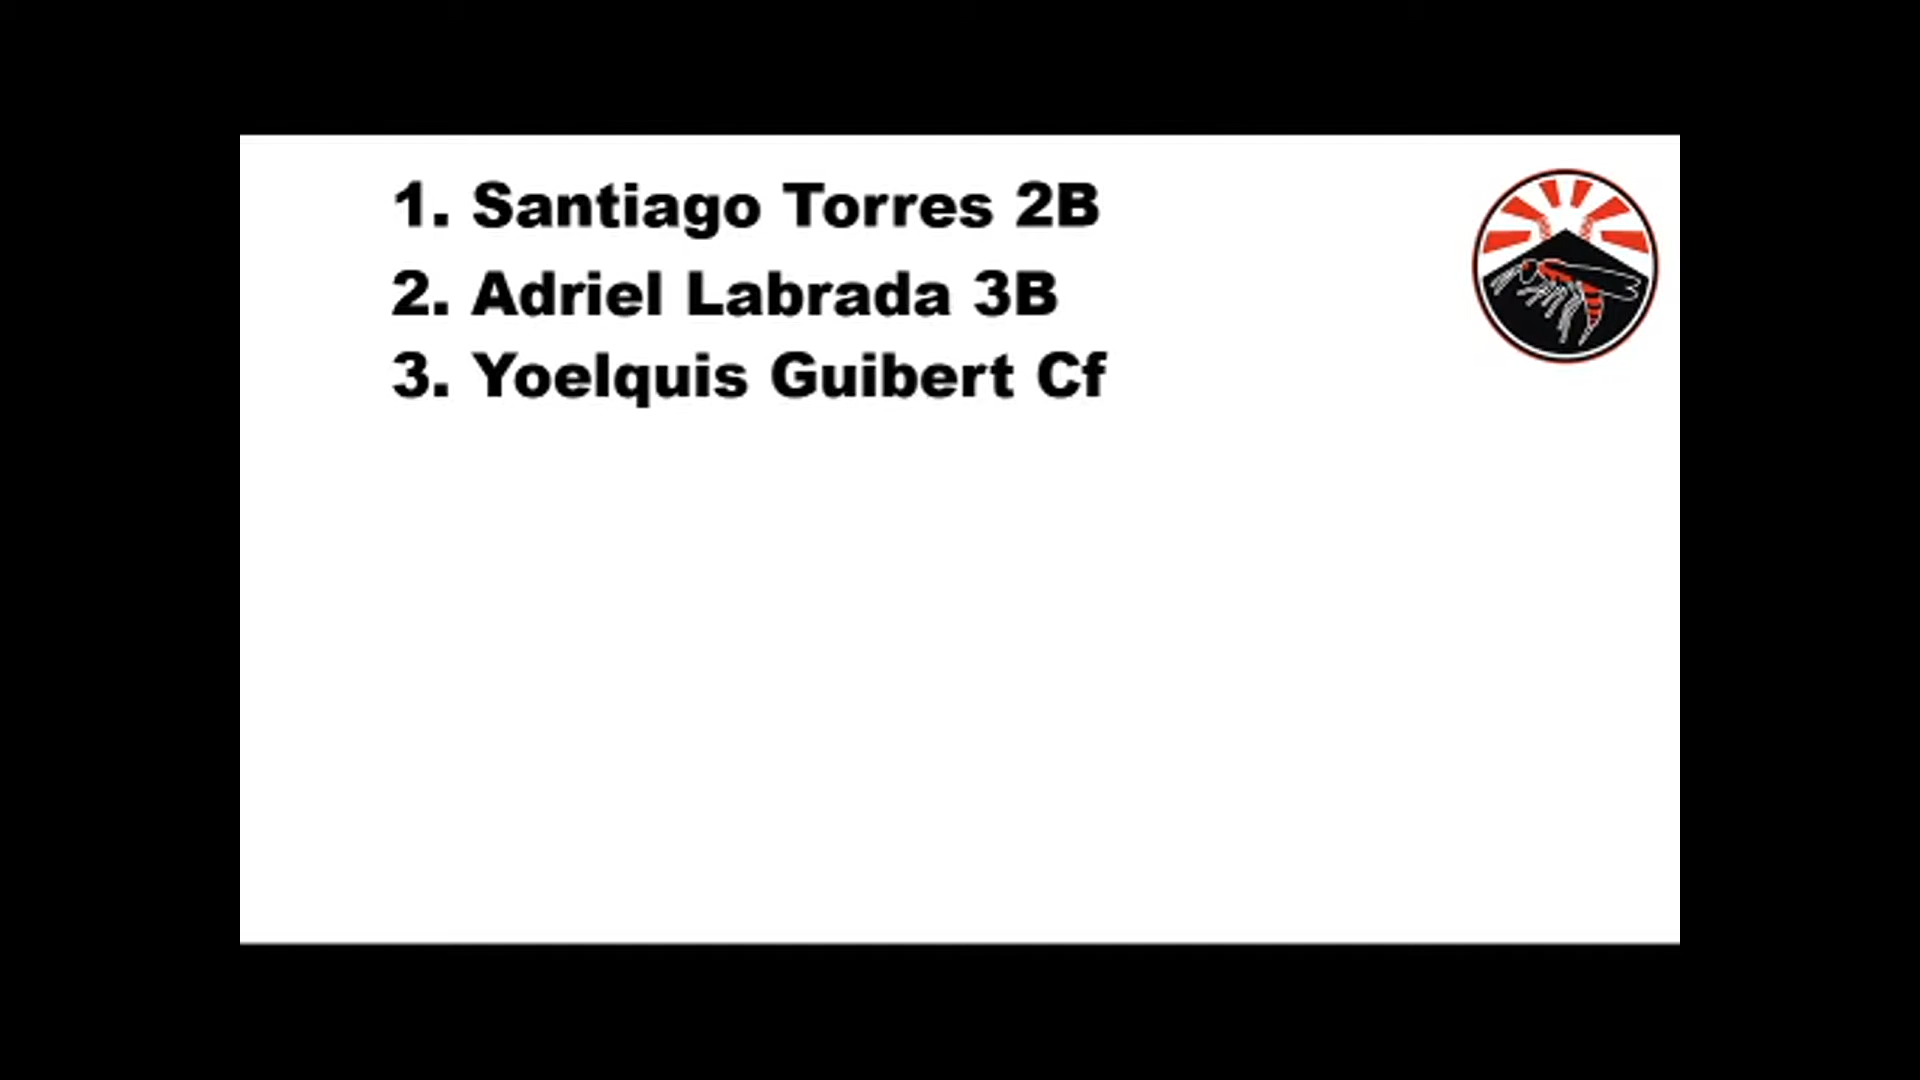 1. Santiago Torres 2B
2. Adriel Labrada 3B
3. Yoelquis Guibert Cf